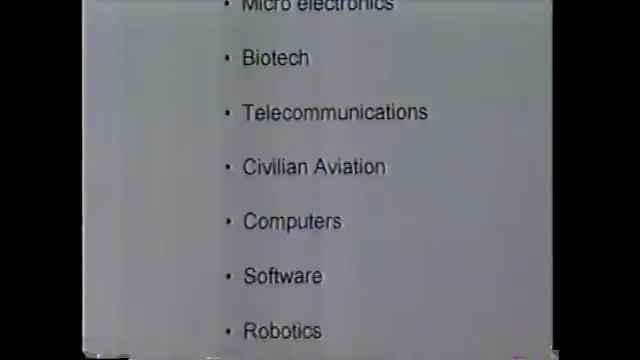 • Micro electronics
• Biotech
• Telecommunications
• Civilian Aviation
• Computers
• Software
• Robotics